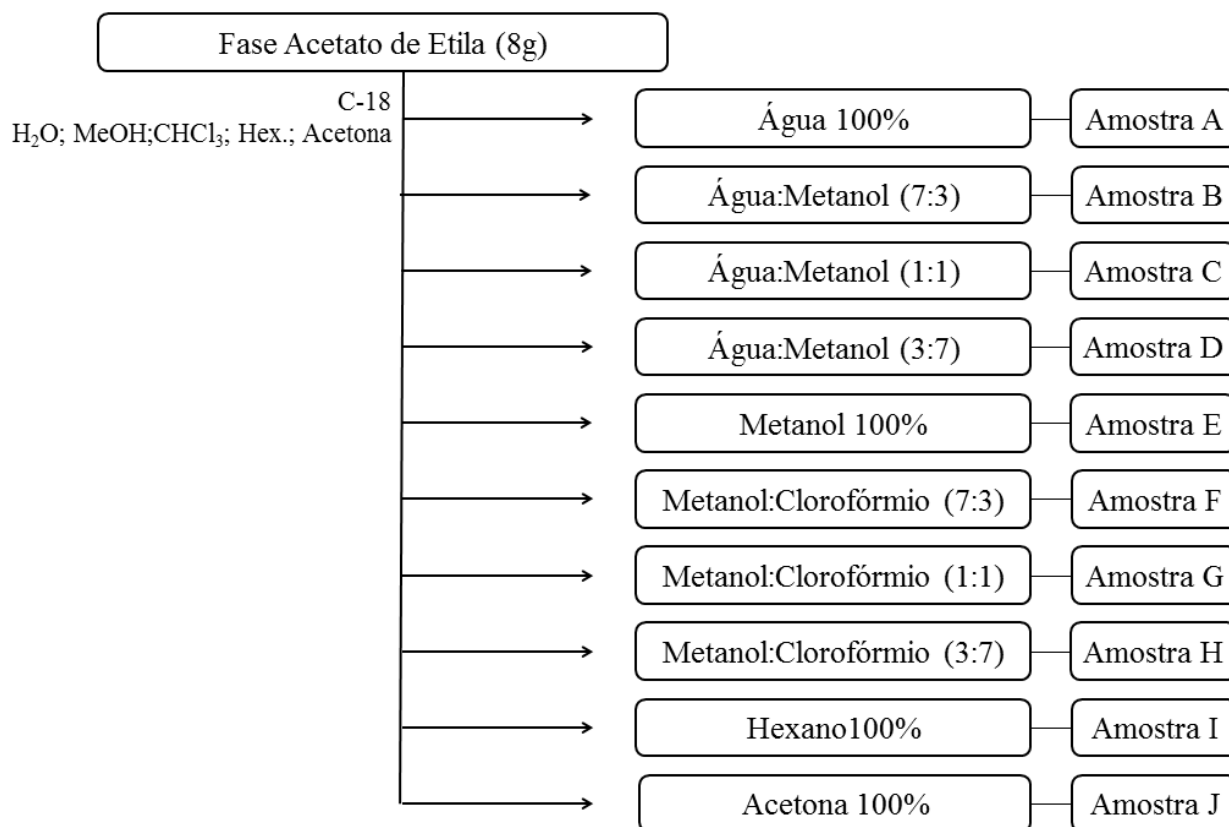 Fase Acetato de Etila (8g)
C-18
H₂O; MeOH;CHCl₃; Hex.; Acetona
Água 100% Amostra A
Água:Metanol (7:3) Amostra B
Água:Metanol (1:1) Amostra C
Água:Metanol (3:7) Amostra D
Metanol 100% Amostra E
Metanol:Clorofórmio (7:3) Amostra F
Metanol:Clorofórmio (1:1) Amostra G
Metanol:Clorofórmio (3:7) Amostra H
Hexano100% Amostra I
Acetona 100% Amostra J